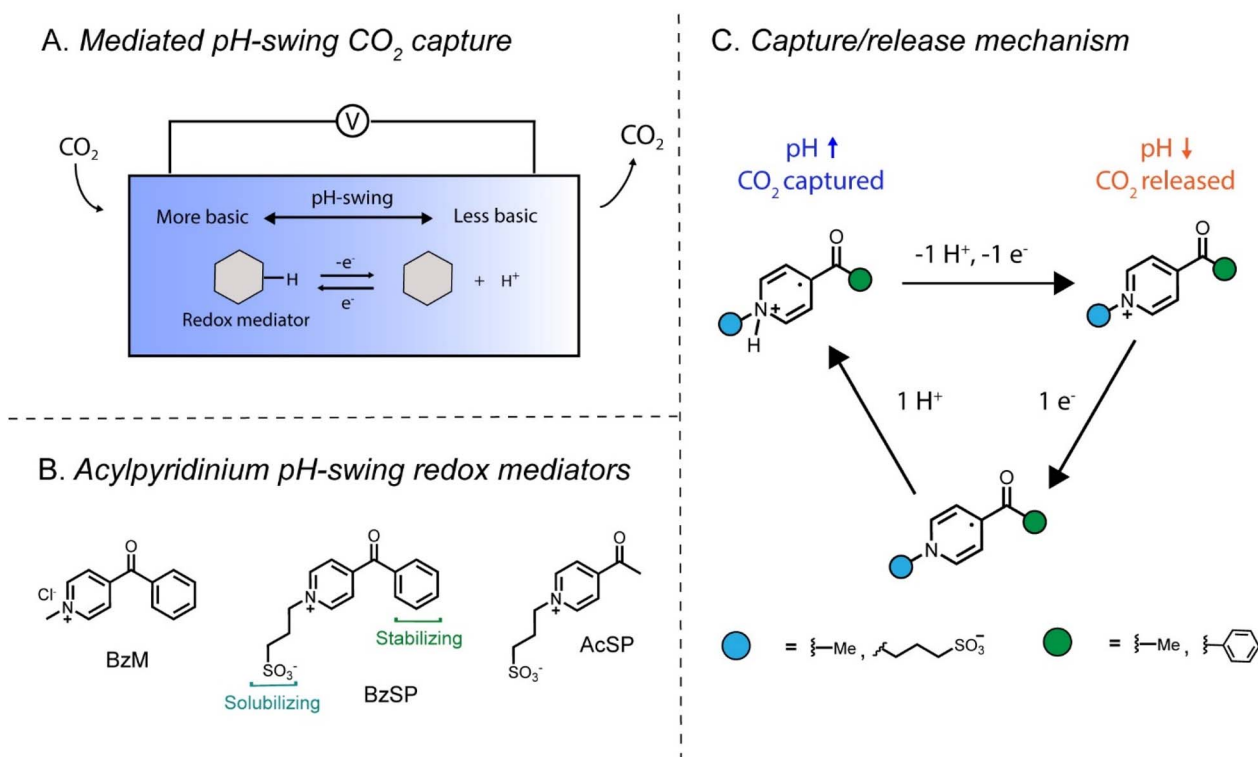 A. Mediated pH-swing CO₂ capture
V
CO₂
CO₂
pH-swing
More basic
Less basic
H
-e⁻
e⁻
+ H⁺
Redox mediator
B. Acylpyridinium pH-swing redox mediators
O
Cl⁻
N
+
BzM
O
N
+
Stabilizing
SO₃⁻
Solubilizing
BzSP
O
N
+
AcSP
SO₃⁻
C. Capture/release mechanism
pH ↑
CO₂ captured
pH ↓
CO₂ released
O
N
+
H
-1 H⁺, -1 e⁻
O
N
+
1 H⁺
1 e⁻
O
N
= Me , SO₃⁻
= Me ,